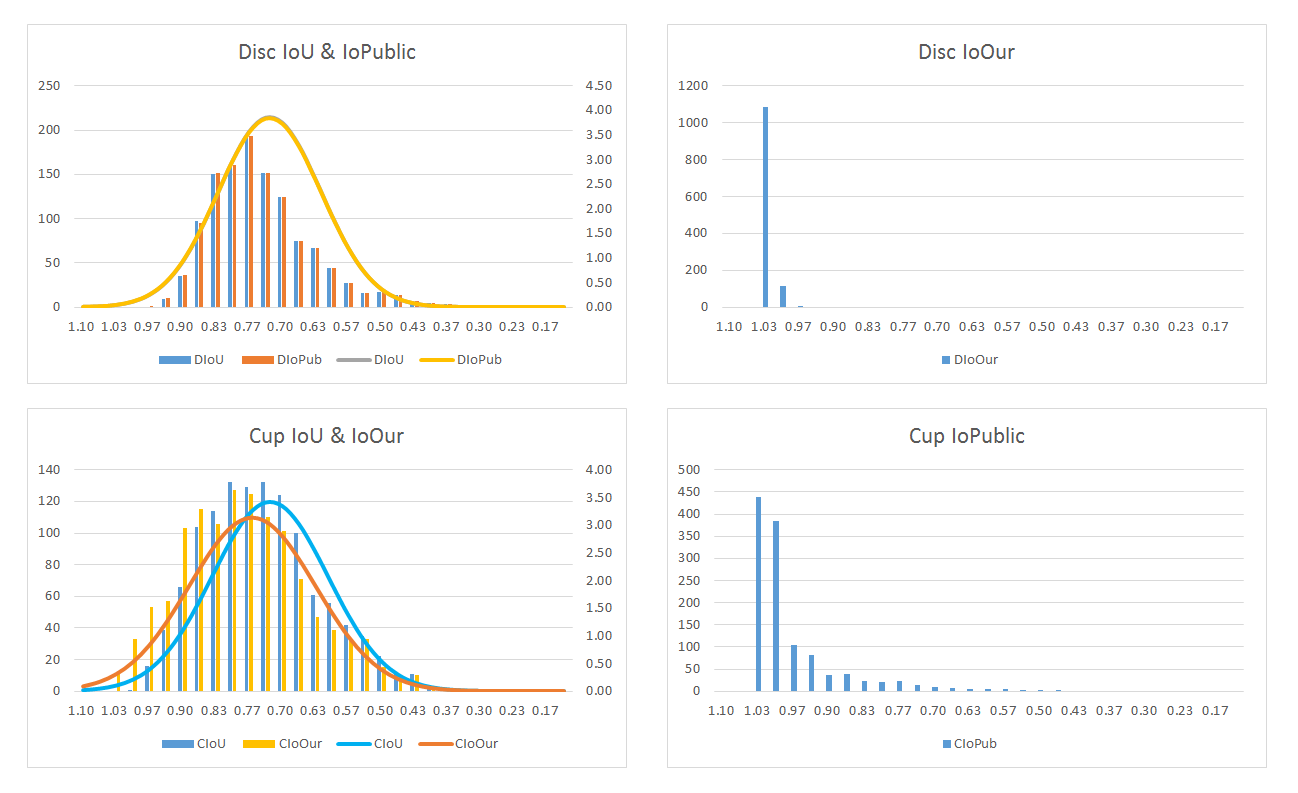 Disc IoU & IoPublic
250 200 150 100 50 0
4.50 4.00 3.50 3.00 2.50 2.00 1.50 1.00 0.50 0.00
1.10 1.03 0.97 0.90 0.83 0.77 0.70 0.63 0.57 0.50 0.43 0.37 0.30 0.23 0.17
DIoU DIoPub DIoU DIoPub
Disc IoOur
1200 1000 800 600 400 200 0
1.10 1.03 0.97 0.90 0.83 0.77 0.70 0.63 0.57 0.50 0.43 0.37 0.30 0.23 0.17
DIoOur
Cup IoU & IoOur
140 120 100 80 60 40 20 0
4.00 3.50 3.00 2.50 2.00 1.50 1.00 0.50 0.00
1.10 1.03 0.97 0.90 0.83 0.77 0.70 0.63 0.57 0.50 0.43 0.37 0.30 0.23 0.17
CIoU CIoOur CIoU CIoOur
Cup IoPublic
500 450 400 350 300 250 200 150 100 50 0
1.10 1.03 0.97 0.90 0.83 0.77 0.70 0.63 0.57 0.50 0.43 0.37 0.30 0.23 0.17
CIoPub